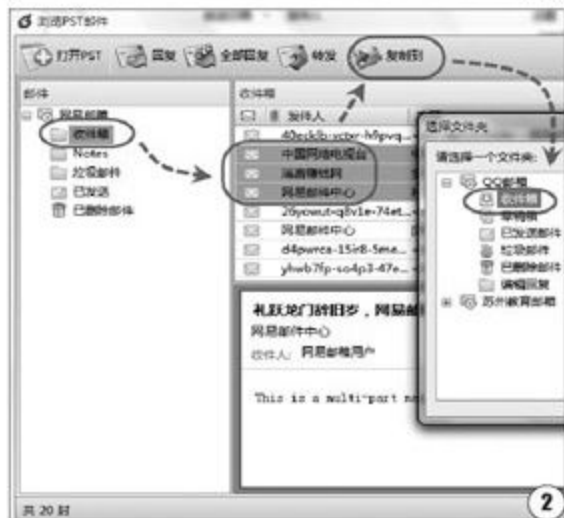 浏览PST邮件
打开PST 回复 全部回复 转发 复制到
邮件
网易邮箱
收件箱
Notes
垃圾邮件
已发送
已删除邮件
收件箱
发件人
中国网络电视台
网易邮件中心
网易邮件中心
选择文件夹
请选择一个文件夹:
QQ邮箱
收件箱
草稿箱
已发送邮件
垃圾邮件
已删除邮件
编辑回复
苏州教育邮箱
礼跃龙门辞旧岁，网易邮
网易邮件中心
收件人: 网易邮箱用户
This is a multi-part
共 20 封
2